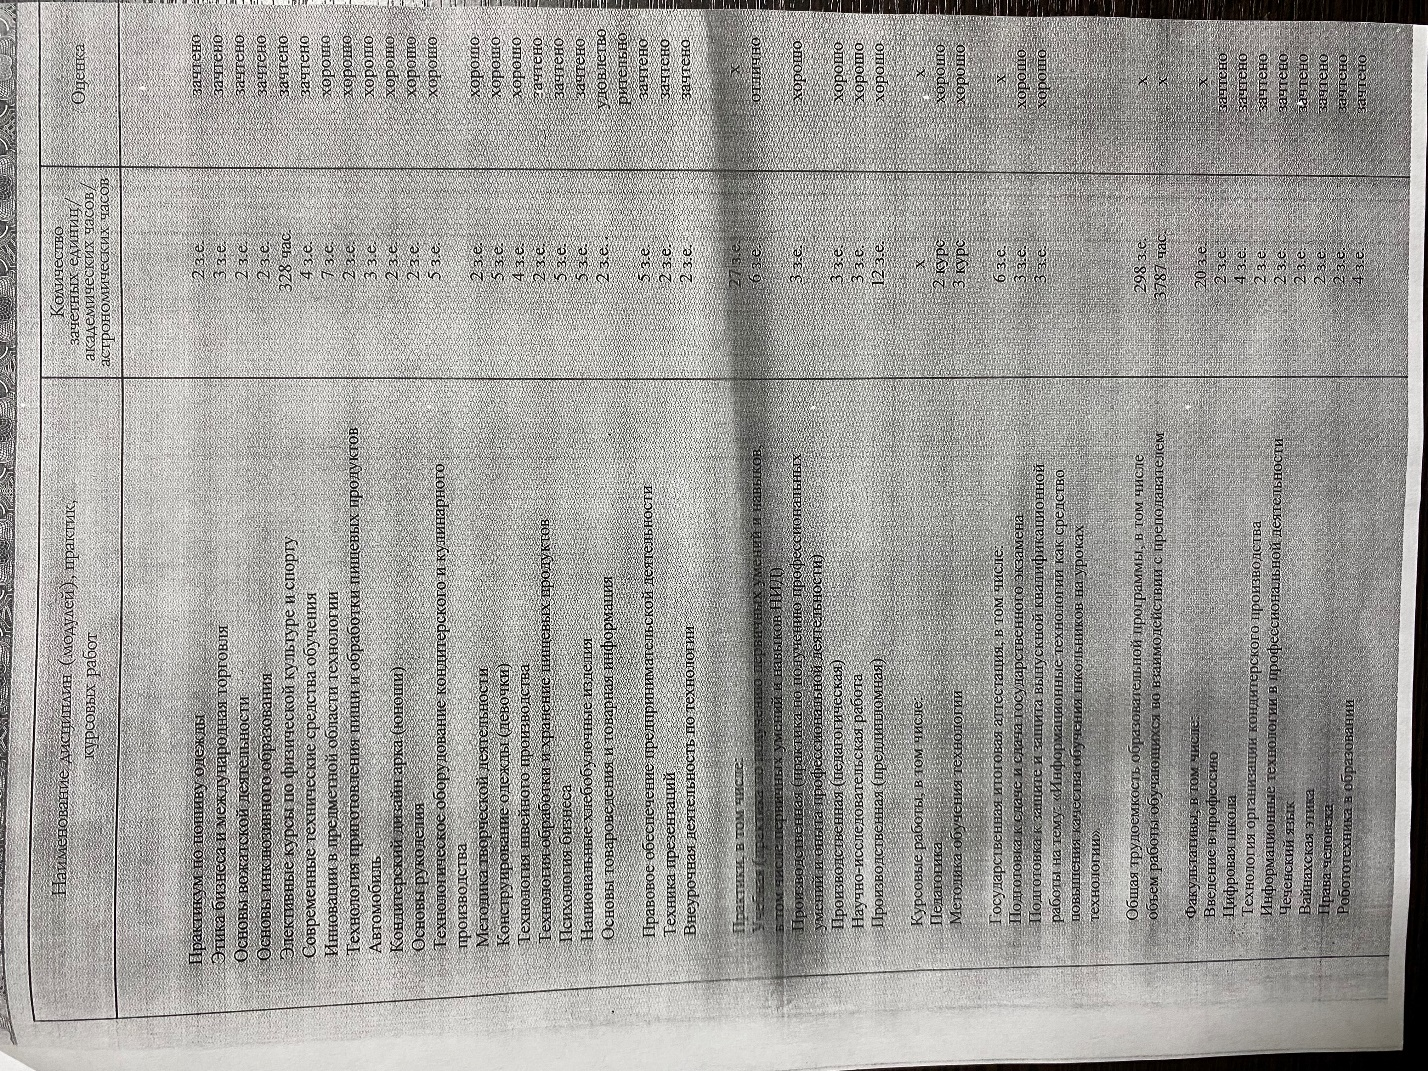 Наименование дисциплин (модулей), практик,
курсовых работ
Количество
зачетных единиц/
академических часов/
астрономических часов
Оценка
Практикум по пошиву одежды 2 з.е. зачтено
Этика бизнеса и международная торговля 3 з.е. зачтено
Основы вожатской деятельности 2 з.е. зачтено
Основы инклюзивного образования 2 з.е. зачтено
Элективные курсы по физической культуре и спорту 328 час. зачтено
Современные технические средства обучения 4 з.е. зачтено
Инновации в предметной области технологии 7 з.е. хорошо
Технология приготовления пищи и обработки пищевых продуктов 2 з.е. хорошо
Автомобиль 3 з.е. хорошо
Кондитерский дизайн арка (юноши) 2 з.е. хорошо
Основы рукоделия 2 з.е. хорошо
Технологическое оборудование кондитерского и кулинарного 5 з.е. хорошо
производства
Методика творческой деятельности 2 з.е. хорошо
Конструирование одежды (девочки) 5 з.е. хорошо
Технология швейного производства 4 з.е. хорошо
Технология обработки и хранение пищевых продуктов 2 з.е. зачтено
Психология бизнеса 5 з.е. зачтено
Национальные хлебобулочные изделия 5 з.е. зачтено
Основы товароведения и товарная информация 2 з.е. удовлетво
рительно
Правовое обеспечение предпринимательской деятельности 5 з.е. зачтено
Техника презентаций 2 з.е. зачтено
Внеурочная деятельность по технологии 2 з.е. зачтено
Практики, в том числе: 27 з.е. x
Учебная (практика по получению первичных умений и навыков, 6 з.е. отлично
в том числе первичных умений и навыков НИД)
Производственная (практика по получению профессиональных з.е. хорошо
умений и опыта профессиональной деятельности)
Производственная (педагогическая) 3 з.е. хорошо
Научно-исследовательская работа 3 з.е. хорошо
Производственная (преддипломная) 12 з.е. хорошо
Курсовые работы, в том числе: x x
Педагогика 2 курс хорошо
Методика обучения технологии 3 курс хорошо
Государственная итоговая аттестация, в том числе: 6 з.е. x
Подготовка к сдаче и сдача государственного экзамена 3 з.е. хорошо
Подготовка к защите и защита выпускной квалификационной 3 з.е. хорошо
работы на тему: «Информационные технологии как средство
повышения качества обучения школьников на уроках
технологии»
Общая трудоемкость образовательной программы, в том числе 298 з.е. x
объем работы обучающихся во взаимодействии с преподавателем 3787 час. x
Факультативы, в том числе: 20 з.е. x
Введение в профессию 2 з.е. зачтено
Цифровая школа 4 з.е. зачтено
Технология организации кондитерского производства 2 з.е. зачтено
Информационные технологии в профессиональной деятельности 2 з.е. зачтено
Чеченский язык 2 з.е. зачтено
Вайнахская этика 2 з.е. зачтено
Права человека 2 з.е. зачтено
Робототехника в образовании 4 з.е. зачтено